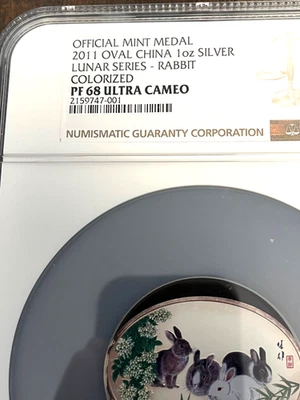 OFFICIAL MINT MEDAL
2011 OVAL CHINA 1oz SILVER
LUNAR SERIES - RABBIT
COLORIZED
PF 68 ULTRA CAMEO
2159747-001
NUMISMATIC GUARANTY CORPORATION